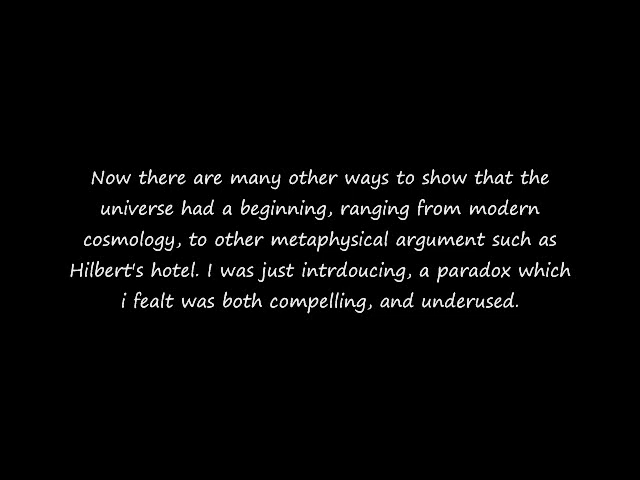 Now there are many other ways to show that the
universe had a beginning, ranging from modern
cosmology, to other metaphysical argument such as
Hilbert's hotel. I was just intrdoucing, a paradox which
i fealt was both compelling, and underused.